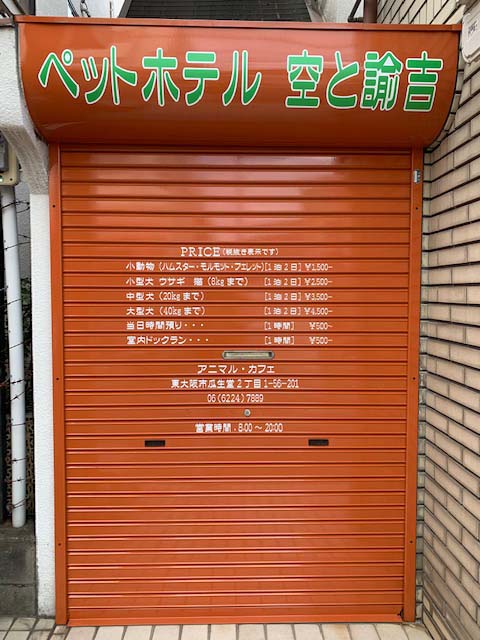 ペットホテル 空と諭吉
PRICE(税抜き表示です)
小動物 (ハムスター・モルモット・フェレット)[1泊2日] ¥1,500-
小型犬 ウサギ 猫 (8kgまで) [1泊2日] ¥2,500-
中型犬 (20kgまで) [1泊2日] ¥3,500-
大型犬 (40kgまで) [1泊2日] ¥4,500-
当日時間預り・・・ [1時間] ¥500-
室内ドックラン・・・ [1時間] ¥500-
アニマル・カフェ
東大阪市瓜生堂2丁目1-56-201
06(6224)7889
営業時間:8:00~20:00